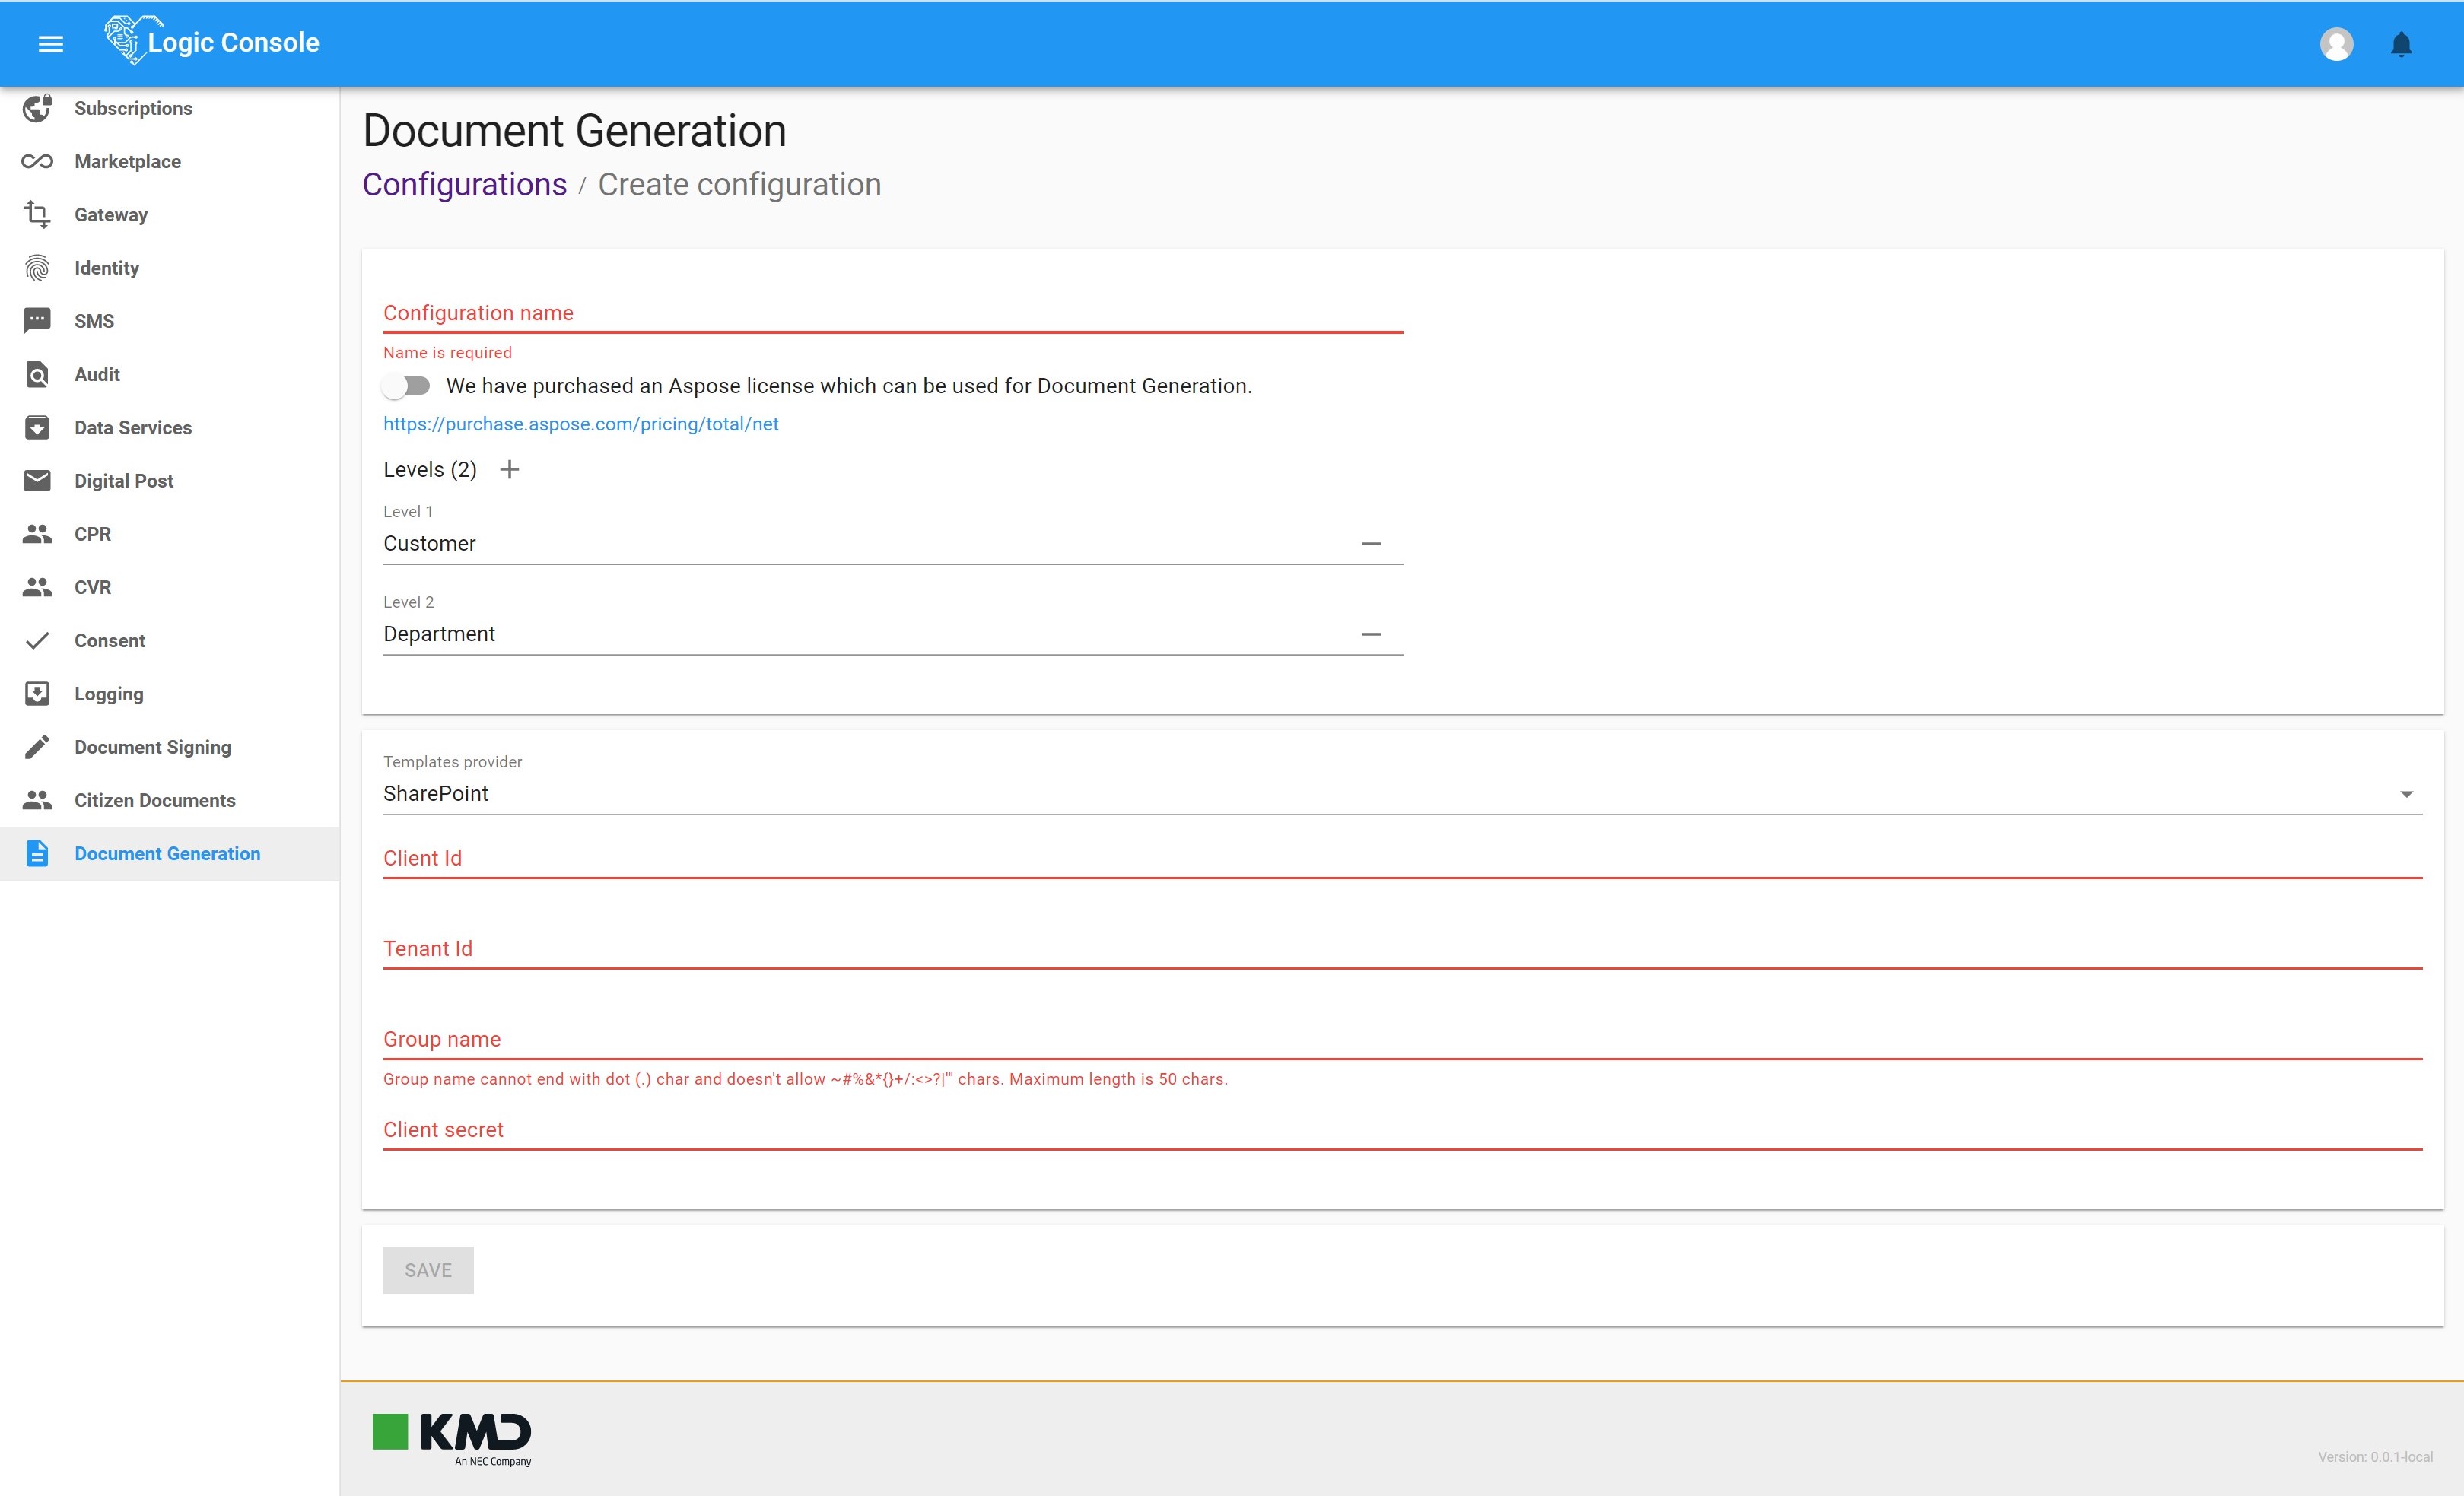 Logic Console
Subscriptions
Marketplace
Gateway
Identity
SMS
Audit
Data Services
Digital Post
CPR
CVR
Consent
Logging
Document Signing
Citizen Documents
Document Generation
Document Generation
Configurations / Create configuration
Configuration name
Name is required
We have purchased an Aspose license which can be used for Document Generation.
https://purchase.aspose.com/pricing/total/net
Levels (2)
Level 1
Customer
Level 2
Department
Templates provider
SharePoint
Client Id
Tenant Id
Group name
Group name cannot end with dot (.) char and doesn't allow ~#%&*{}+/:<>?|'" chars. Maximum length is 50 chars.
Client secret
SAVE
KMD
An NEC Company
Version: 0.0.1-local